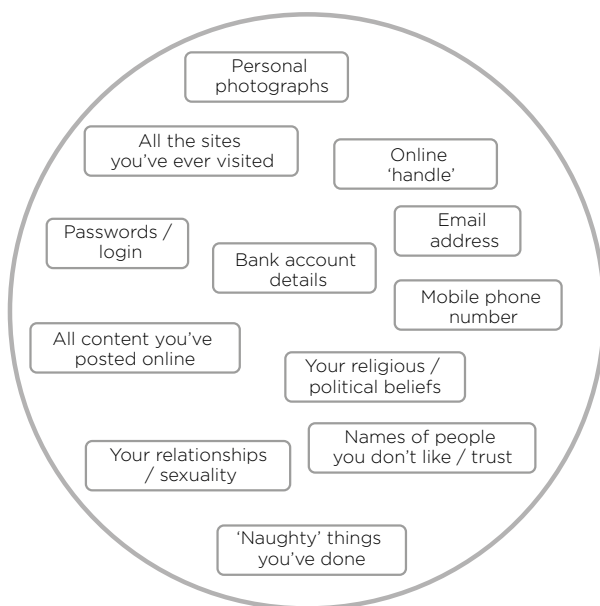 Personal
photographs
All the sites
you've ever visited
Online
'handle'
Passwords /
login
Email
address
Bank account
details
Mobile phone
number
All content you've
posted online
Your religious /
political beliefs
Names of people
you don't like / trust
Your relationships
/ sexuality
'Naughty' things
you've done